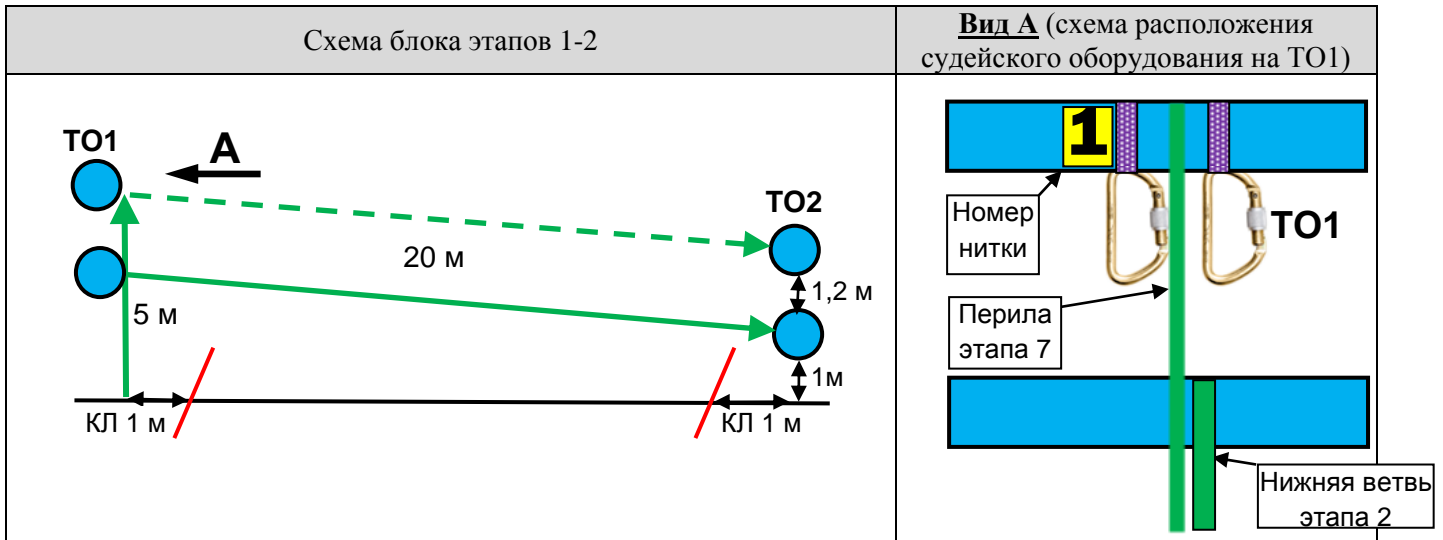 Схема блока этапов 1-2
Вид А (схема расположения
судейского оборудования на ТО1)
ТО1
А
ТО2
20 м
1,2 м
5 м
1м
КЛ 1 м
КЛ 1 м
1
Номер
нитки
ТО1
Перила
этапа 7
Нижняя ветвь
этапа 2